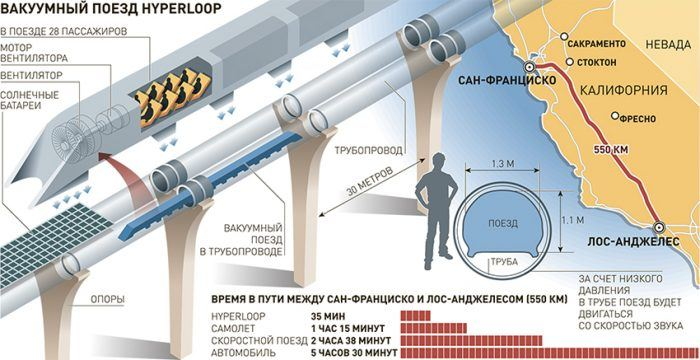 ВАКУУМНЫЙ ПОЕЗД HYPERLOOP
В ПОЕЗДЕ 28 ПАССАЖИРОВ
МОТОР
ВЕНТИЛЯТОРА
ВЕНТИЛЯТОР
СОЛНЕЧНЫЕ
БАТАРЕИ
ТРУБОПРОВОД
30 МЕТРОВ
ВАКУУМНЫЙ
ПОЕЗД
В ТРУБОПРОВОДЕ
ОПОРЫ
САКРАМЕНТО
СТОКТОН
НЕВАДА
САН-ФРАНЦИСКО
КАЛИФОРНИЯ
ФРЕСНО
550 КМ
ЛОС-АНДЖЕЛЕС
1.3 М
1.1 М
ПОЕЗД
ТРУБА
ЗА СЧЕТ НИЗКОГО
ДАВЛЕНИЯ
В ТРУБЕ ПОЕЗД БУДЕТ
ДВИГАТЬСЯ
СО СКОРОСТЬЮ ЗВУКА
ВРЕМЯ В ПУТИ МЕЖДУ САН-ФРАНЦИСКО И ЛОС-АНДЖЕЛЕСОМ (550 КМ)
HYPERLOOP 35 МИН
САМОЛЕТ 1 ЧАС 15 МИНУТ
СКОРОСТНОЙ ПОЕЗД 2 ЧАСА 38 МИНУТ
АВТОМОБИЛЬ 5 ЧАСОВ 30 МИНУТ